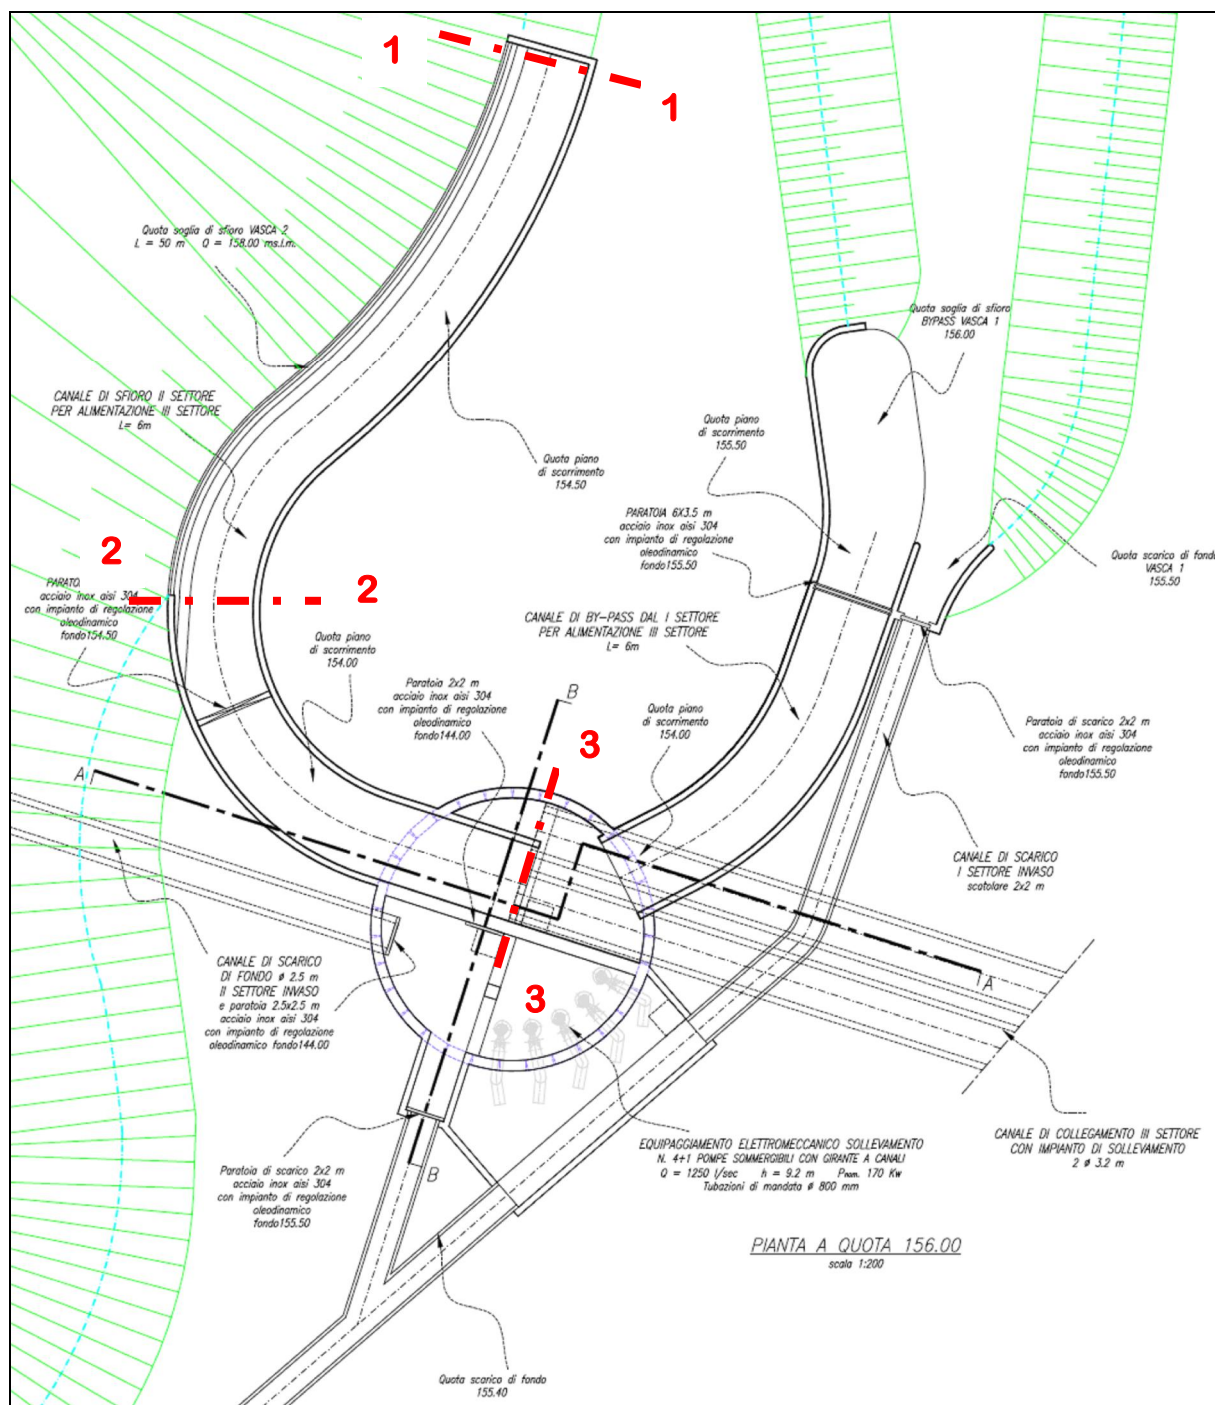 1
1
Quota soglia di sfioro VASCA 2
L = 50 m Q = 158.00 ms.l.m.
Quota soglia di sfioro
BYPASS VASCA 1
156.00
CANALE DI SFIORO II SETTORE
PER ALIMENTAZIONE III SETTORE
L= 6m
Quota piano
di scorrimento
155.50
Quota piano
di scorrimento
154.50
PARATOIA 6X3.5 m
acciaio inox aisi 304
con impianto di regolazione
oleodinamico
fondo155.50
Quota scarico di fondo
VASCA 1
155.50
2
2
acciaio inox aisi 304
con impianto di regolazione
oleodinamico
fondo154.50
CANALE DI BY-PASS DAL I SETTORE
PER ALIMENTAZIONE III SETTORE
L= 6m
Quota piano
di scorrimento
154.00
Paratoia 2x2 m
acciaio inox aisi 304
con impianto di regolazione
oleodinamico
fondo144.00
B
Quota piano
di scorrimento
154.00
Paratoia di scarico 2x2 m
acciaio inox aisi 304
con impianto di regolazione
oleodinamico
fondo155.50
3
A
CANALE DI SCARICO
I SETTORE INVASO
scatolare 2x2 m
CANALE DI SCARICO
DI FONDO ø 2.5 m
II SETTORE INVASO
e paratoia 2.5x2.5 m
acciaio inox aisi 304
con impianto di regolazione
oleodinamico fondo144.00
A
3
EQUIPAGGIAMENTO ELETTROMECCANICO SOLLEVAMENTO
N. 4+1 POMPE SOMMERGIBILI CON GIRANTE A CANALI
Q = 1250 l/sec h = 9.2 m Pnom. 170 Kw
Tubazioni di mandata ø 800 mm
CANALE DI COLLEGAMENTO III SETTORE
CON IMPIANTO DI SOLLEVAMENTO
2 ø 3.2 m
Paratoia di scarico 2x2 m
acciaio inox aisi 304
con impianto di regolazione
oleodinamico
fondo155.50
B
PIANTA A QUOTA 156.00
scala 1:200
Quota scarico di fondo
155.40